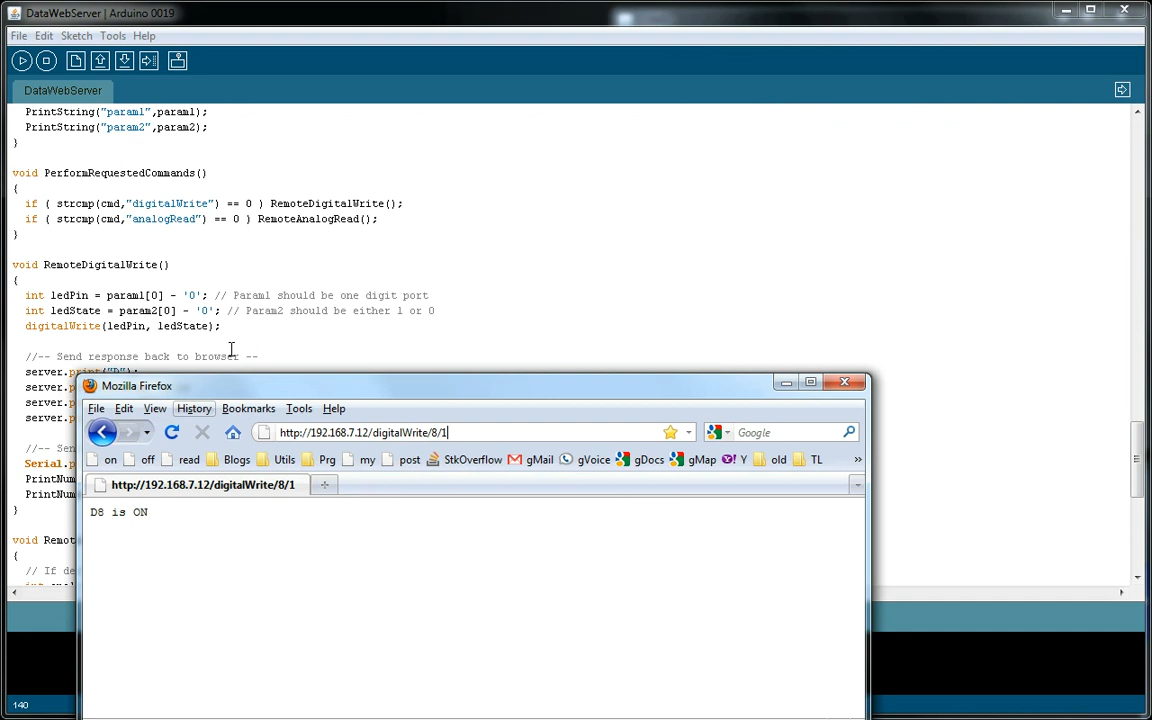 DataWebServer | Arduino 0019
File Edit Sketch Tools Help
DataWebServer
PrintString("param1",param1);
PrintString("param2",param2);
}
void PerformRequestedCommands()
{
if ( strcmp(cmd,"digitalWrite") == 0 ) RemoteDigitalWrite();
if ( strcmp(cmd,"analogRead") == 0 ) RemoteAnalogRead();
}
void RemoteDigitalWrite()
{
int ledPin = param1[0] - '0'; // Param1 should be one digit port
int ledState = param2[0] - '0'; // Param2 should be either 1 or 0
digitalWrite(ledPin, ledState);
//-- Send response back to browser --
server.print("D");
server.p
server.p
server.p
//-- Sen
Serial.p
PrintNum
PrintNum
}
void Remot
{
// If de
Mozilla Firefox
File Edit View History Bookmarks Tools Help
http://192.168.7.12/digitalWrite/8/1
Google
on off read Blogs Utils Prg my post StkOverflow gMail gVoice gDocs gMap Y old TL »
http://192.168.7.12/digitalWrite/8/1
D8 is ON
140